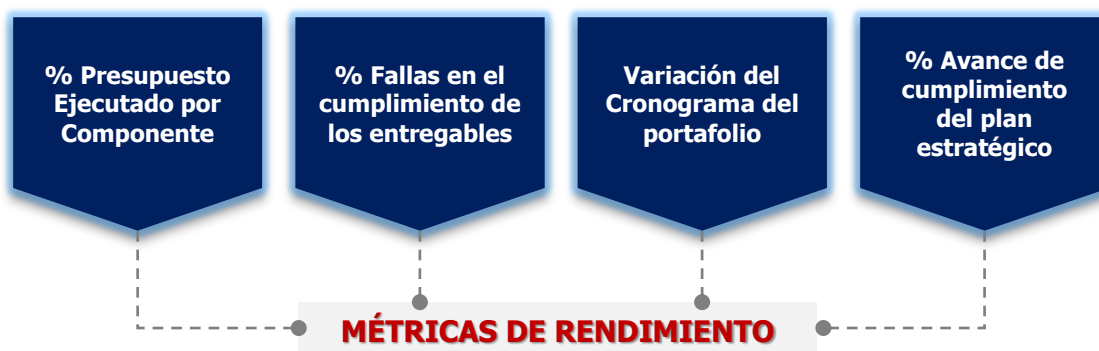 % Presupuesto
Ejecutado por
Componente
% Fallas en el
cumplimiento de
los entregables
Variación del
Cronograma del
portafolio
% Avance de
cumplimiento
del plan
estratégico
MÉTRICAS DE RENDIMIENTO